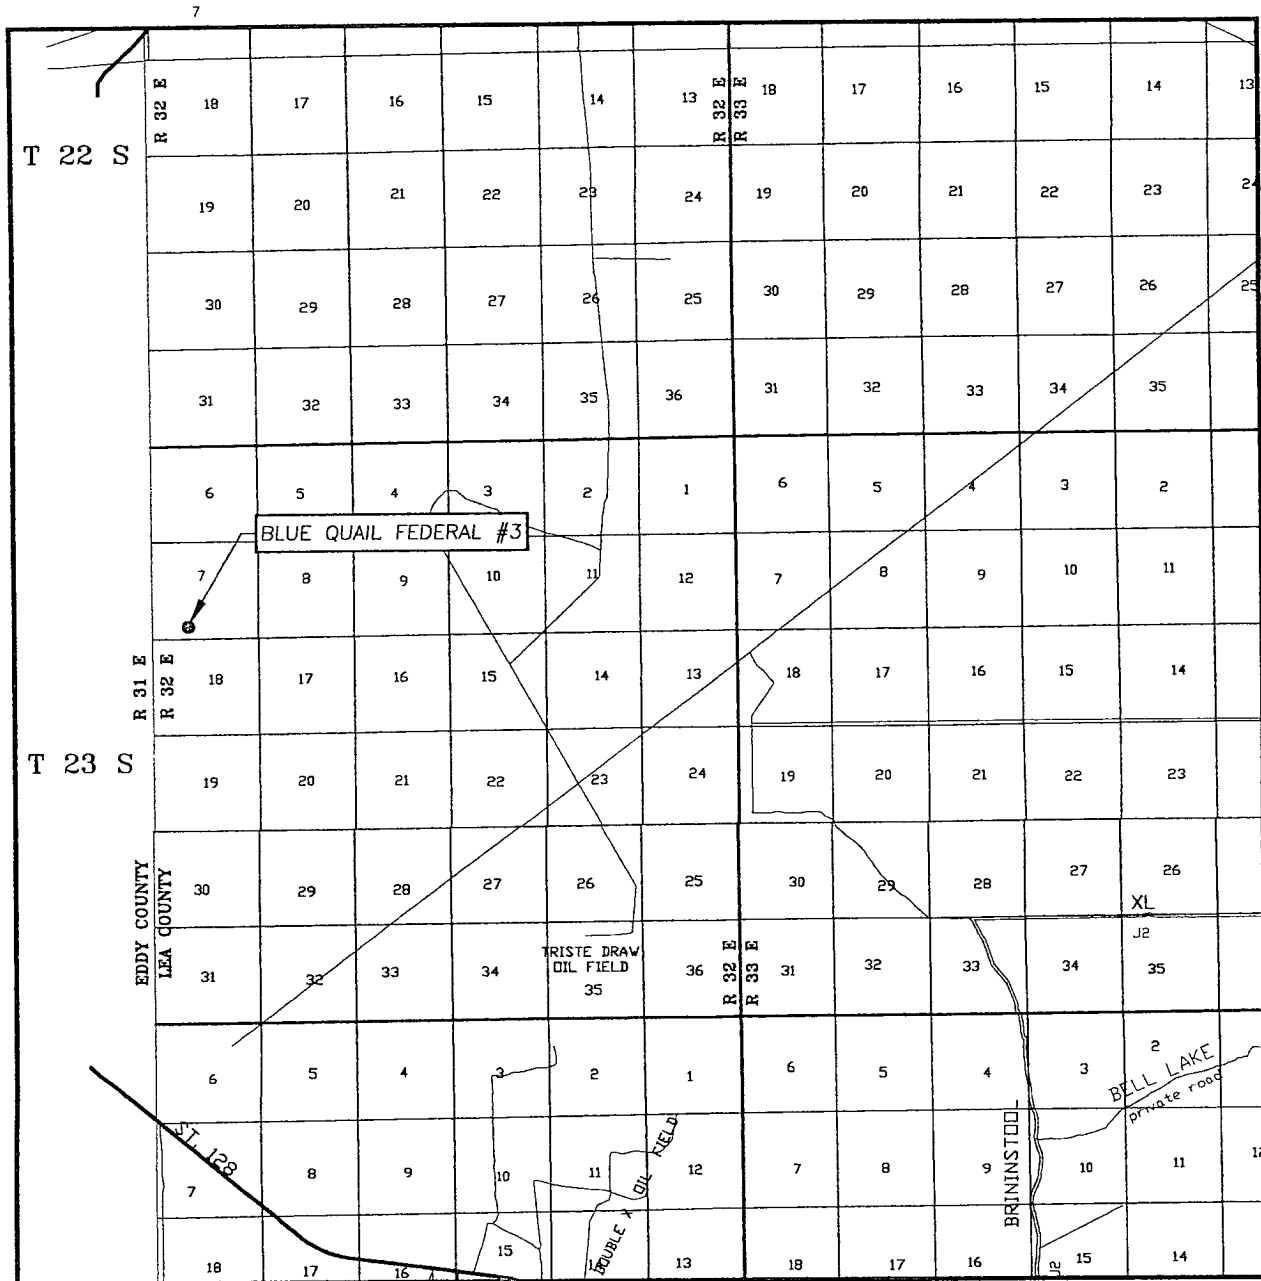 7
R 32 E
18 17 16 15 14 13
R 32 E
R 33 E
18 17 16 15 14 13
T 22 S
19 20 21 22 23 24 19 20 21 22 23 24
30 29 28 27 26 25 30 29 28 27 26 25
31 32 33 34 35 36 31 32 33 34 35
6 5 4 3 2 1 6 5 4 3 2
BLUE QUAIL FEDERAL #3
7 8 9 10 11 12 7 8 9 10 11
R 31 E
R 32 E
18 17 16 15 14 13 18 17 16 15 14
T 23 S
19 20 21 22 23 24 19 20 21 22 23
EDDY COUNTY
LEA COUNTY
30 29 28 27 26 25 30 29 28 27 26
XL
J2
TRISTE DRAW
OIL FIELD
R 32 E
R 33 E
31 32 33 34 35 36 31 32 33 34 35
6 5 4 3 2 1 6 5 4 3 2
BELL LAKE
private road
ST. 128
7 8 9 10 11 12 7 8 9 10 11 12
DOUBLE X OIL FIELD
BRININSTOOL
18 17 16 15 13 18 17 16 15 14
J2